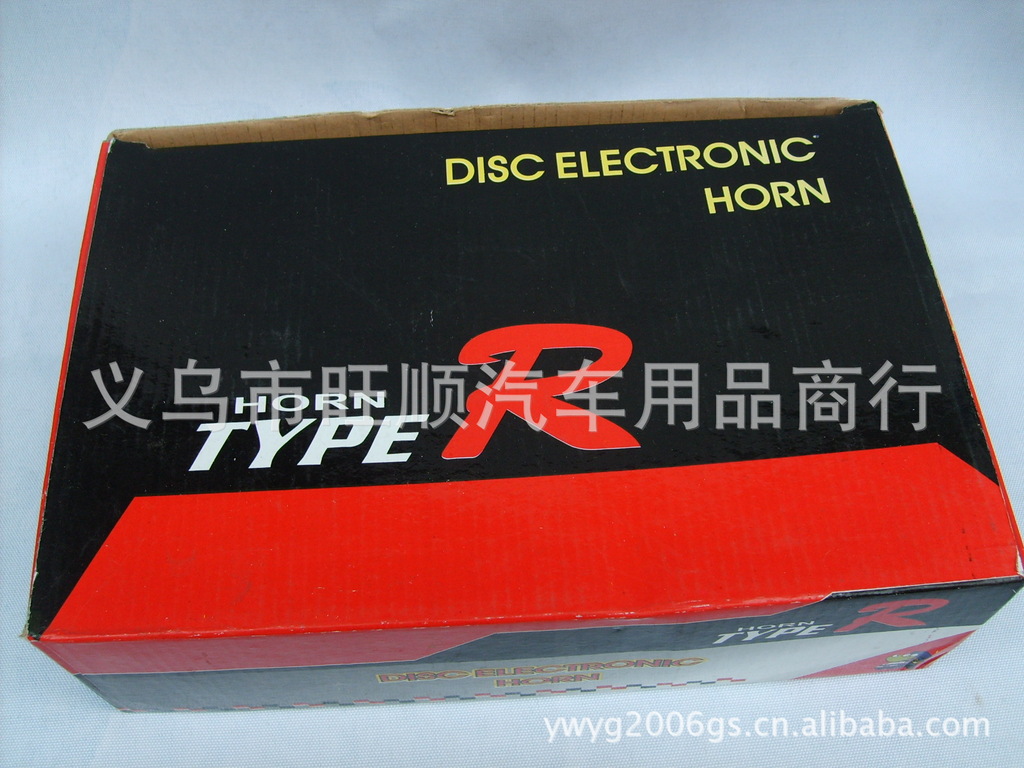 DISC ELECTRONIC
HORN
义乌市旺顺汽车用品商行
HORN
TYPE R
HORN
TYPE R
DISC ELECTRONIC
HORN
ywyg2006gs.cn.alibaba.com